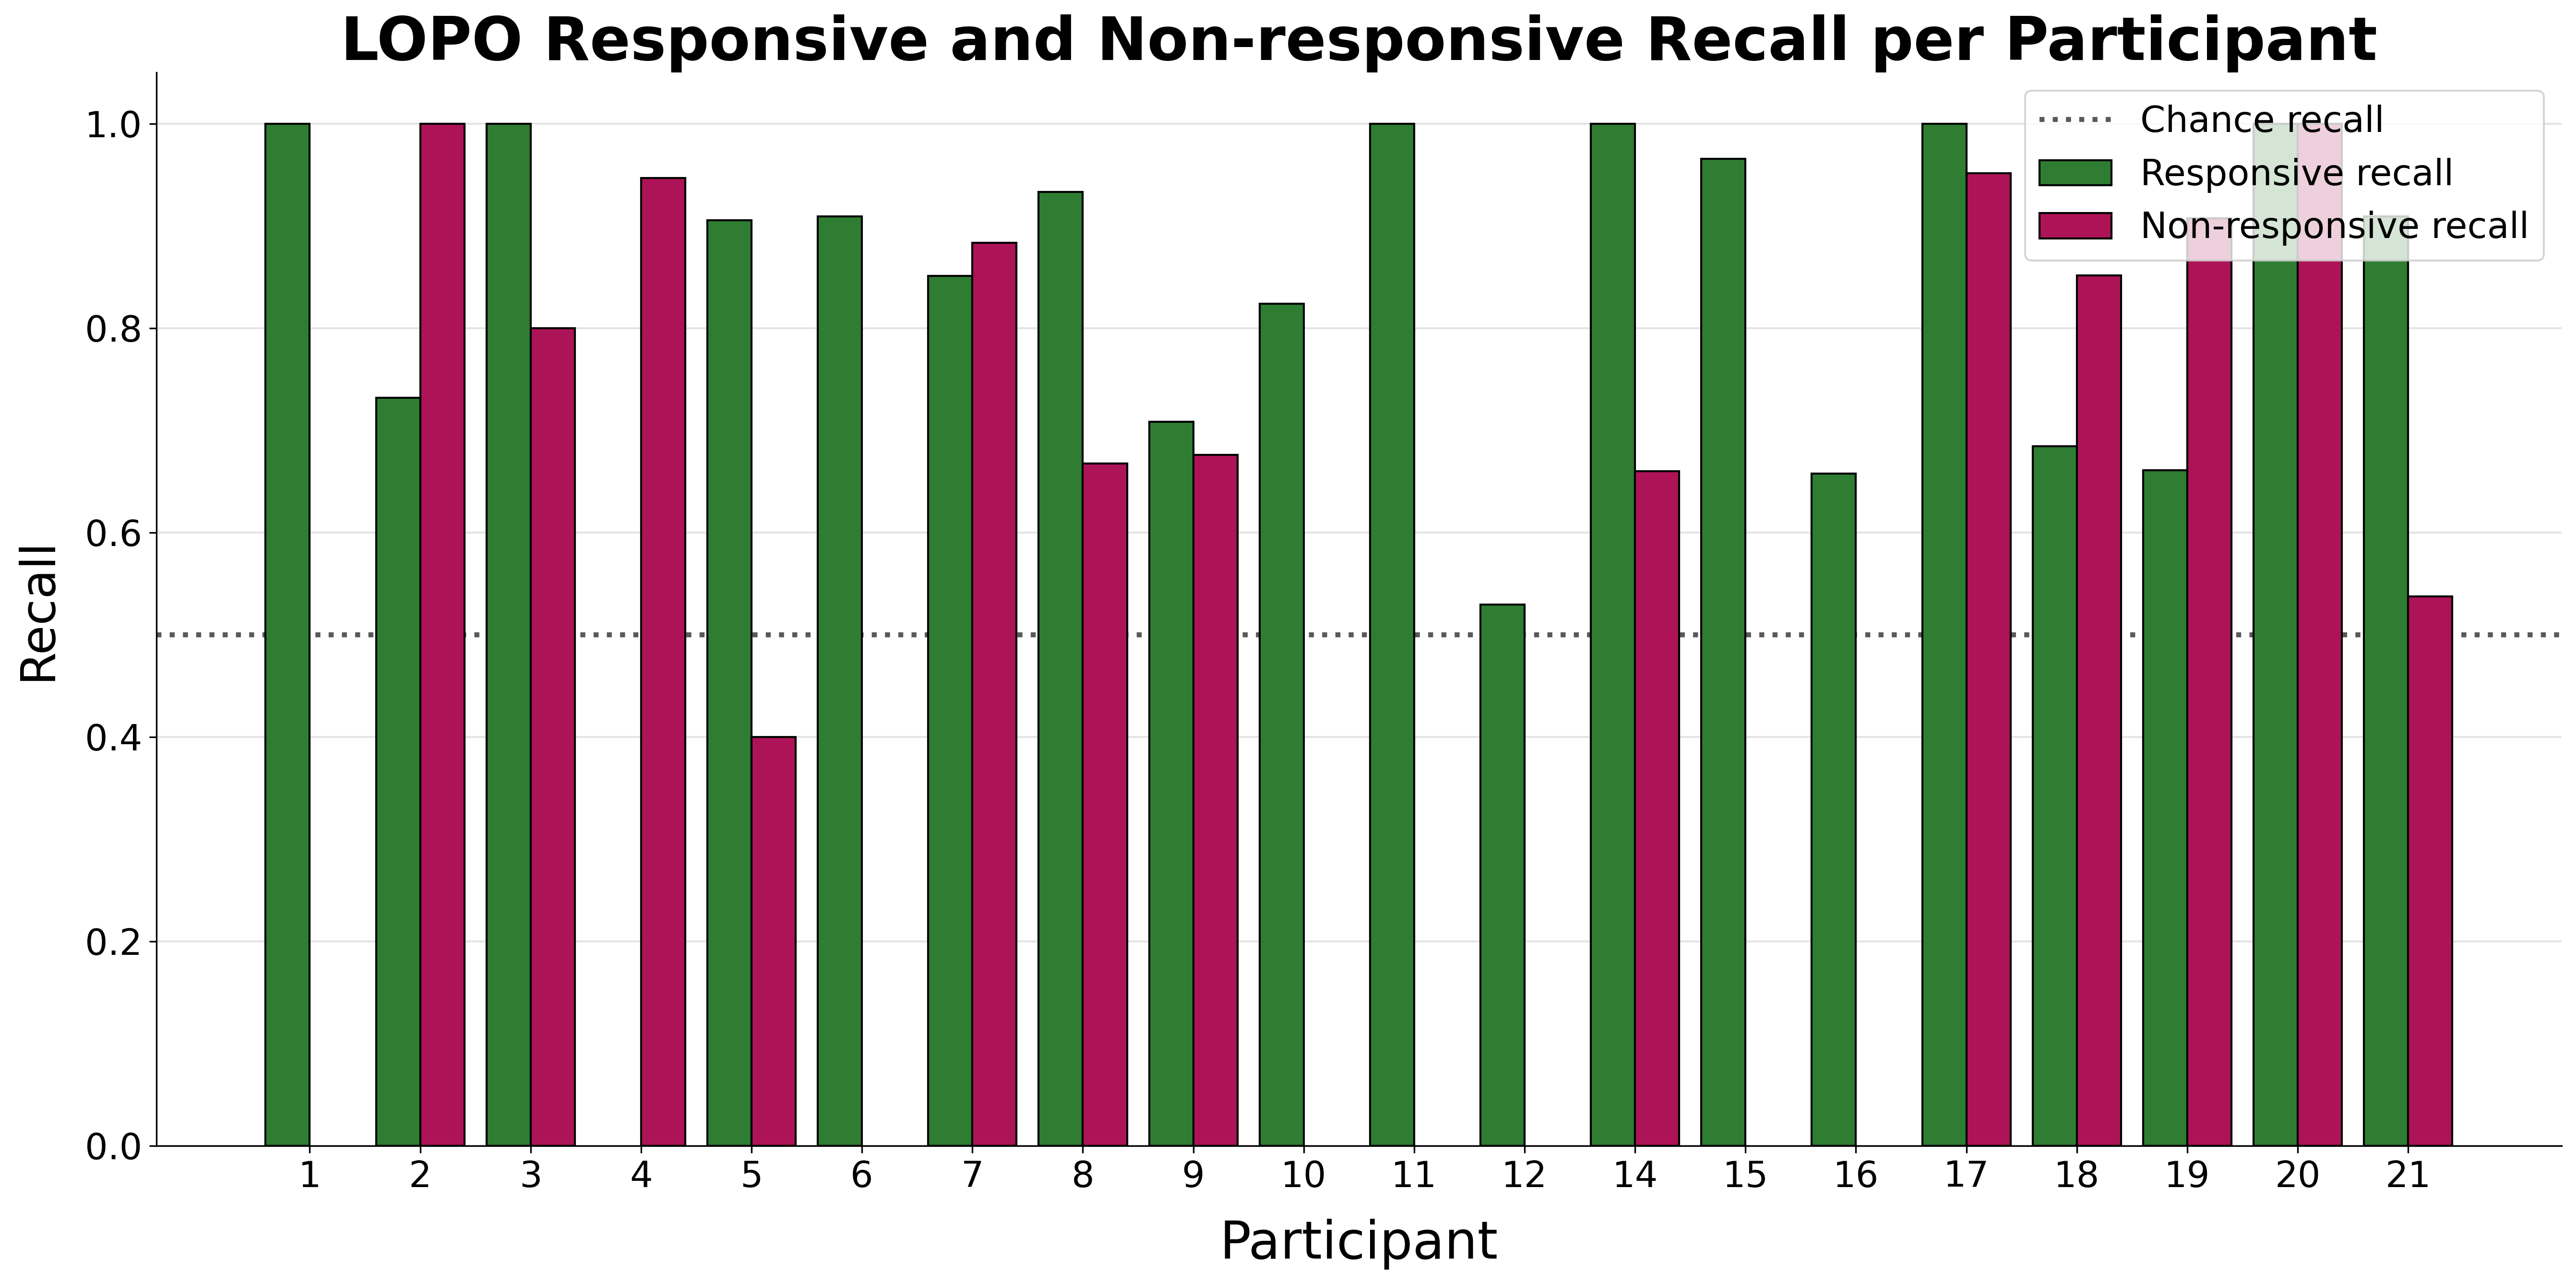 LOPO Responsive and Non-responsive Recall per Participant
Chance recall
Responsive recall
Non-responsive recall
1.0
0.8
0.6
0.4
0.2
0.0
Recall
1 2 3 4 5 6 7 8 9 10 11 12 14 15 16 17 18 19 20 21
Participant